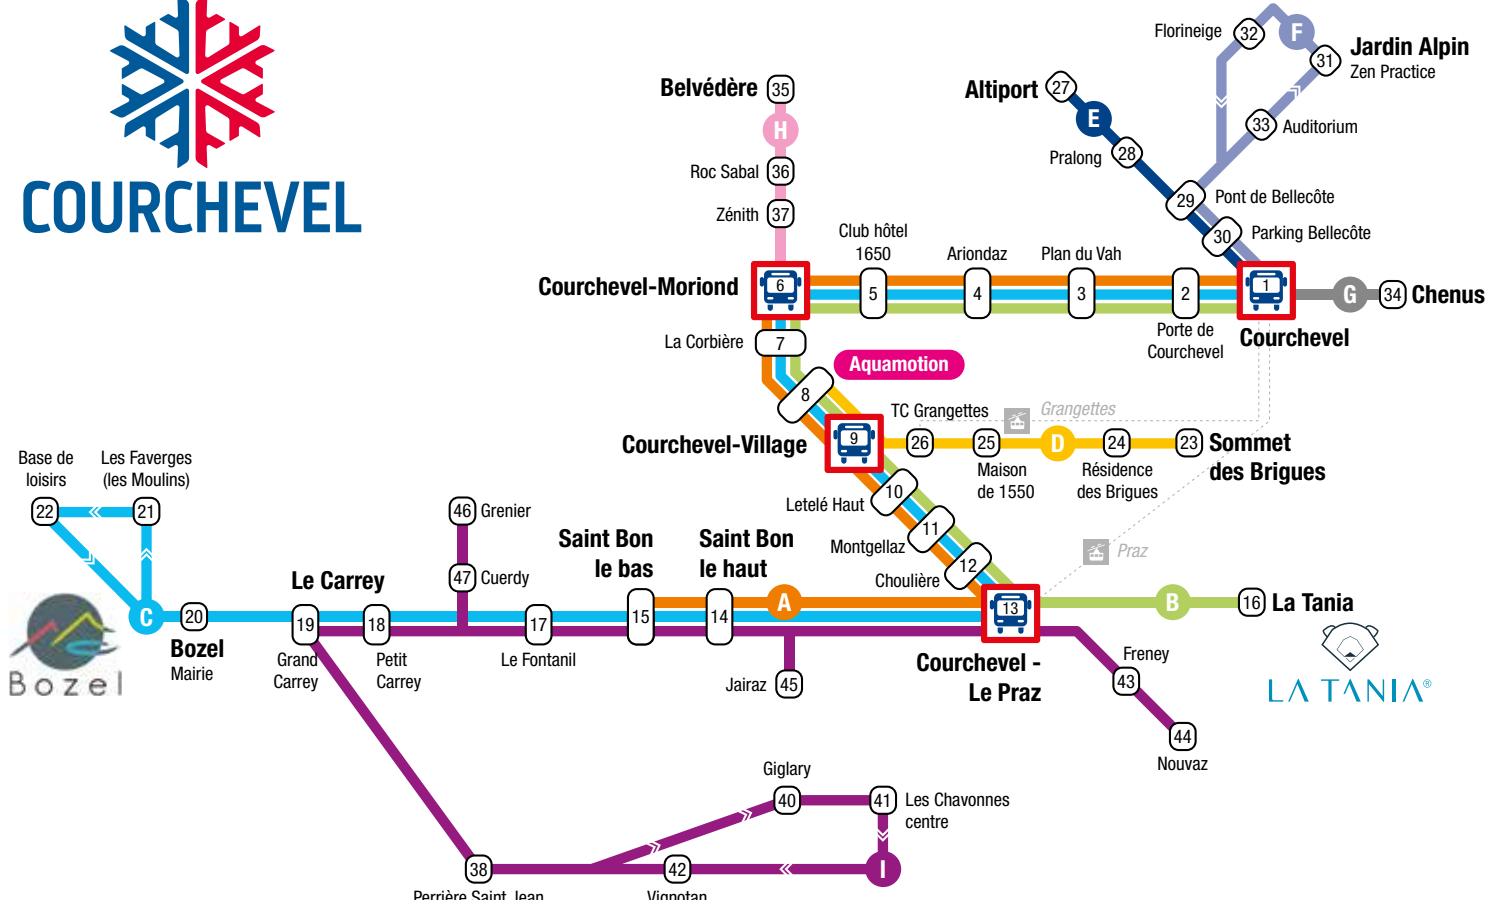 COURCHEVEL
Florineige
32
F
31
Jardin Alpin
Zen Practice
Belvédère
35
Altiport
27
E
H
33
Auditorium
Pralong
28
Roc Sabal
36
29
Pont de Bellecôte
Zénith
37
30
Parking Bellecôte
Club hôtel
1650
Ariondaz
Plan du Vah
Courchevel-Moriond
6
5
4
3
2
1
G
34
Chenus
Porte de
Courchevel
Courchevel
La Corbière
7
Aquamotion
8
TC Grangettes
Grangettes
Courchevel-Village
9
26
25
D
24
23
Sommet
des Brigues
Maison
de 1550
Résidence
des Brigues
Base de
loisirs
Les Faverges
(les Moulins)
22
21
46
Grenier
Letelé Haut
10
Montgellaz
11
Praz
Saint Bon
le bas
Saint Bon
le haut
Choulière
12
47
Cuerdy
Le Carrey
A
13
B
16
La Tania
C
20
19
18
17
15
14
Bozel
Mairie
Grand
Carrey
Petit
Carrey
Le Fontanil
Courchevel -
Le Praz
Jairaz
45
Freney
43
Bozel
LA TANIA®
44
Nouvaz
Giglary
40
41
Les Chavonnes
centre
38
42
I
Perrière Saint Jean
Vignotan